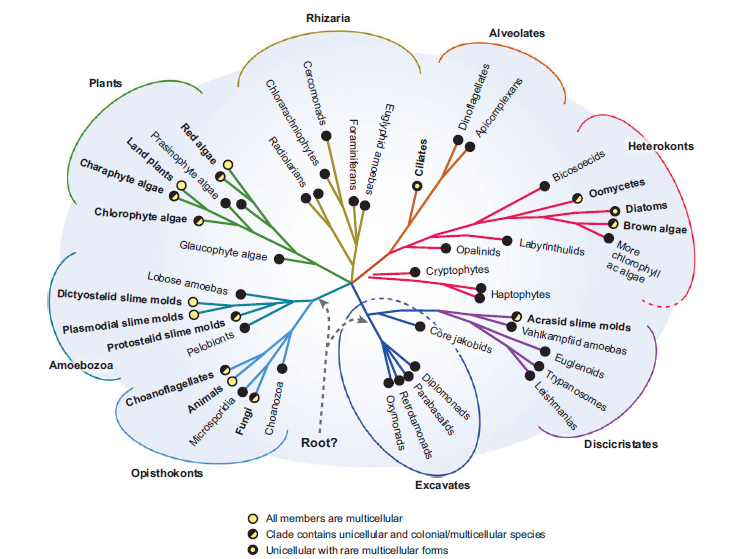 Rhizaria
Alveolates
Plants
Heterokonts
Cercomonads
Chlorarachniophytes
Radiolarians
Foraminiferans
Euglyphid amoebas
Dinoflagellates
Apicomplexans
Ciliates
Red algae
Prasinophyte algae
Land plants
Charaphyte algae
Chlorophyte algae
Glaucophyte algae
Bicosoecids
Oomycetes
Diatoms
Brown algae
More
chlorophyll
ac algae
Labyrinthulids
Opalinids
Cryptophytes
Haptophytes
Lobose amoebas
Dictyostelid slime molds
Plasmodial slime molds
Protostelid slime molds
Pelobionts
Amoebozoa
Choanoflagellates
Animals
Microsporidia
Fungi
Choanozoa
Opisthokonts
Root?
Core jakobids
Diplomonads
Parabasalids
Retrotamonads
Oxymonads
Excavates
Acrasid slime molds
Vahlkampfiid amoebas
Euglenoids
Trypanosomes
Leishmanias
Discicristates
All members are multicellular
Clade contains unicellular and colonial/multicellular species
Unicellular with rare multicellular forms